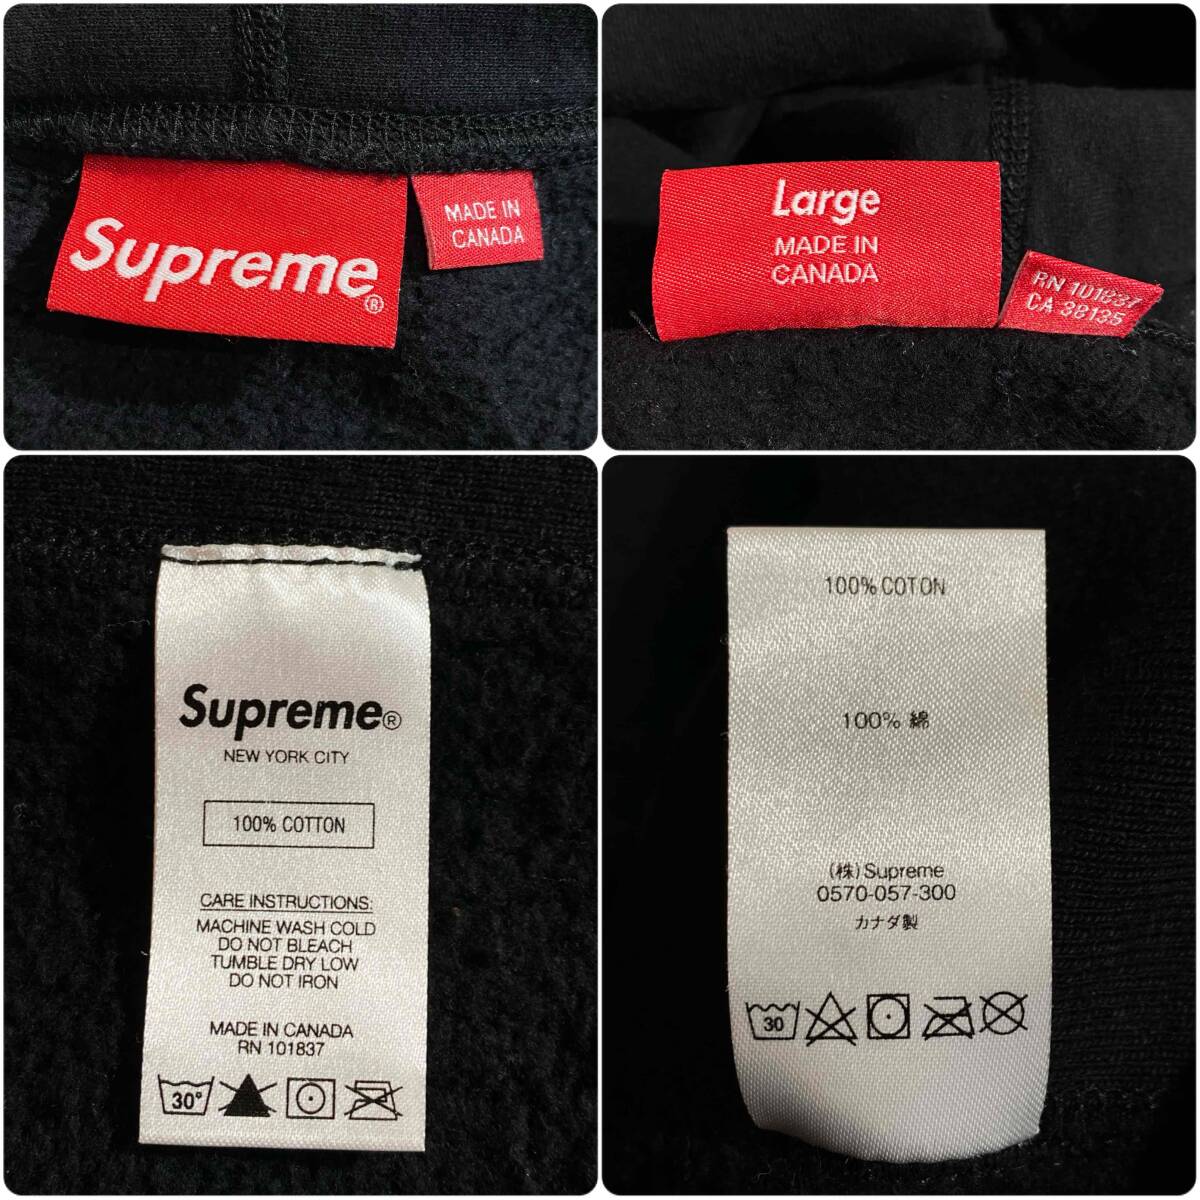 Supreme®
MADE IN
CANADA
Large
MADE IN
CANADA
RN 101837
CA 38135
Supreme®
NEW YORK CITY
100% COTTON
CARE INSTRUCTIONS:
MACHINE WASH COLD
DO NOT BLEACH
TUMBLE DRY LOW
DO NOT IRON
MADE IN CANADA
RN 101837
30°
100% COTON
100% 綿
(株)Supreme
0570-057-300
カナダ製
30